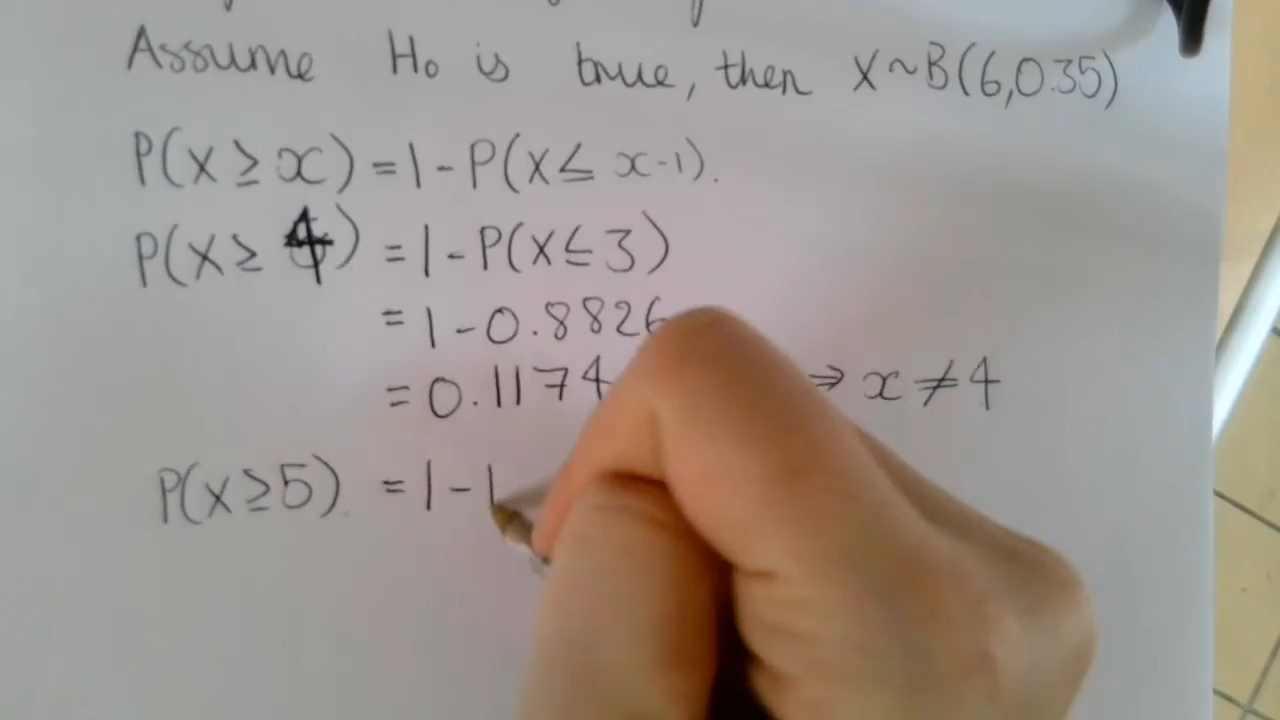 Assume H₀ is true, then X~B(6,0.35)
P(X ≥ x) = 1 - P(X ≤ x-1).
P(X ≥ 4) = 1 - P(X ≤ 3)
= 1 - 0.8826
= 0.1174 ⇒ x ≠ 4
P(X ≥ 5) = 1 -